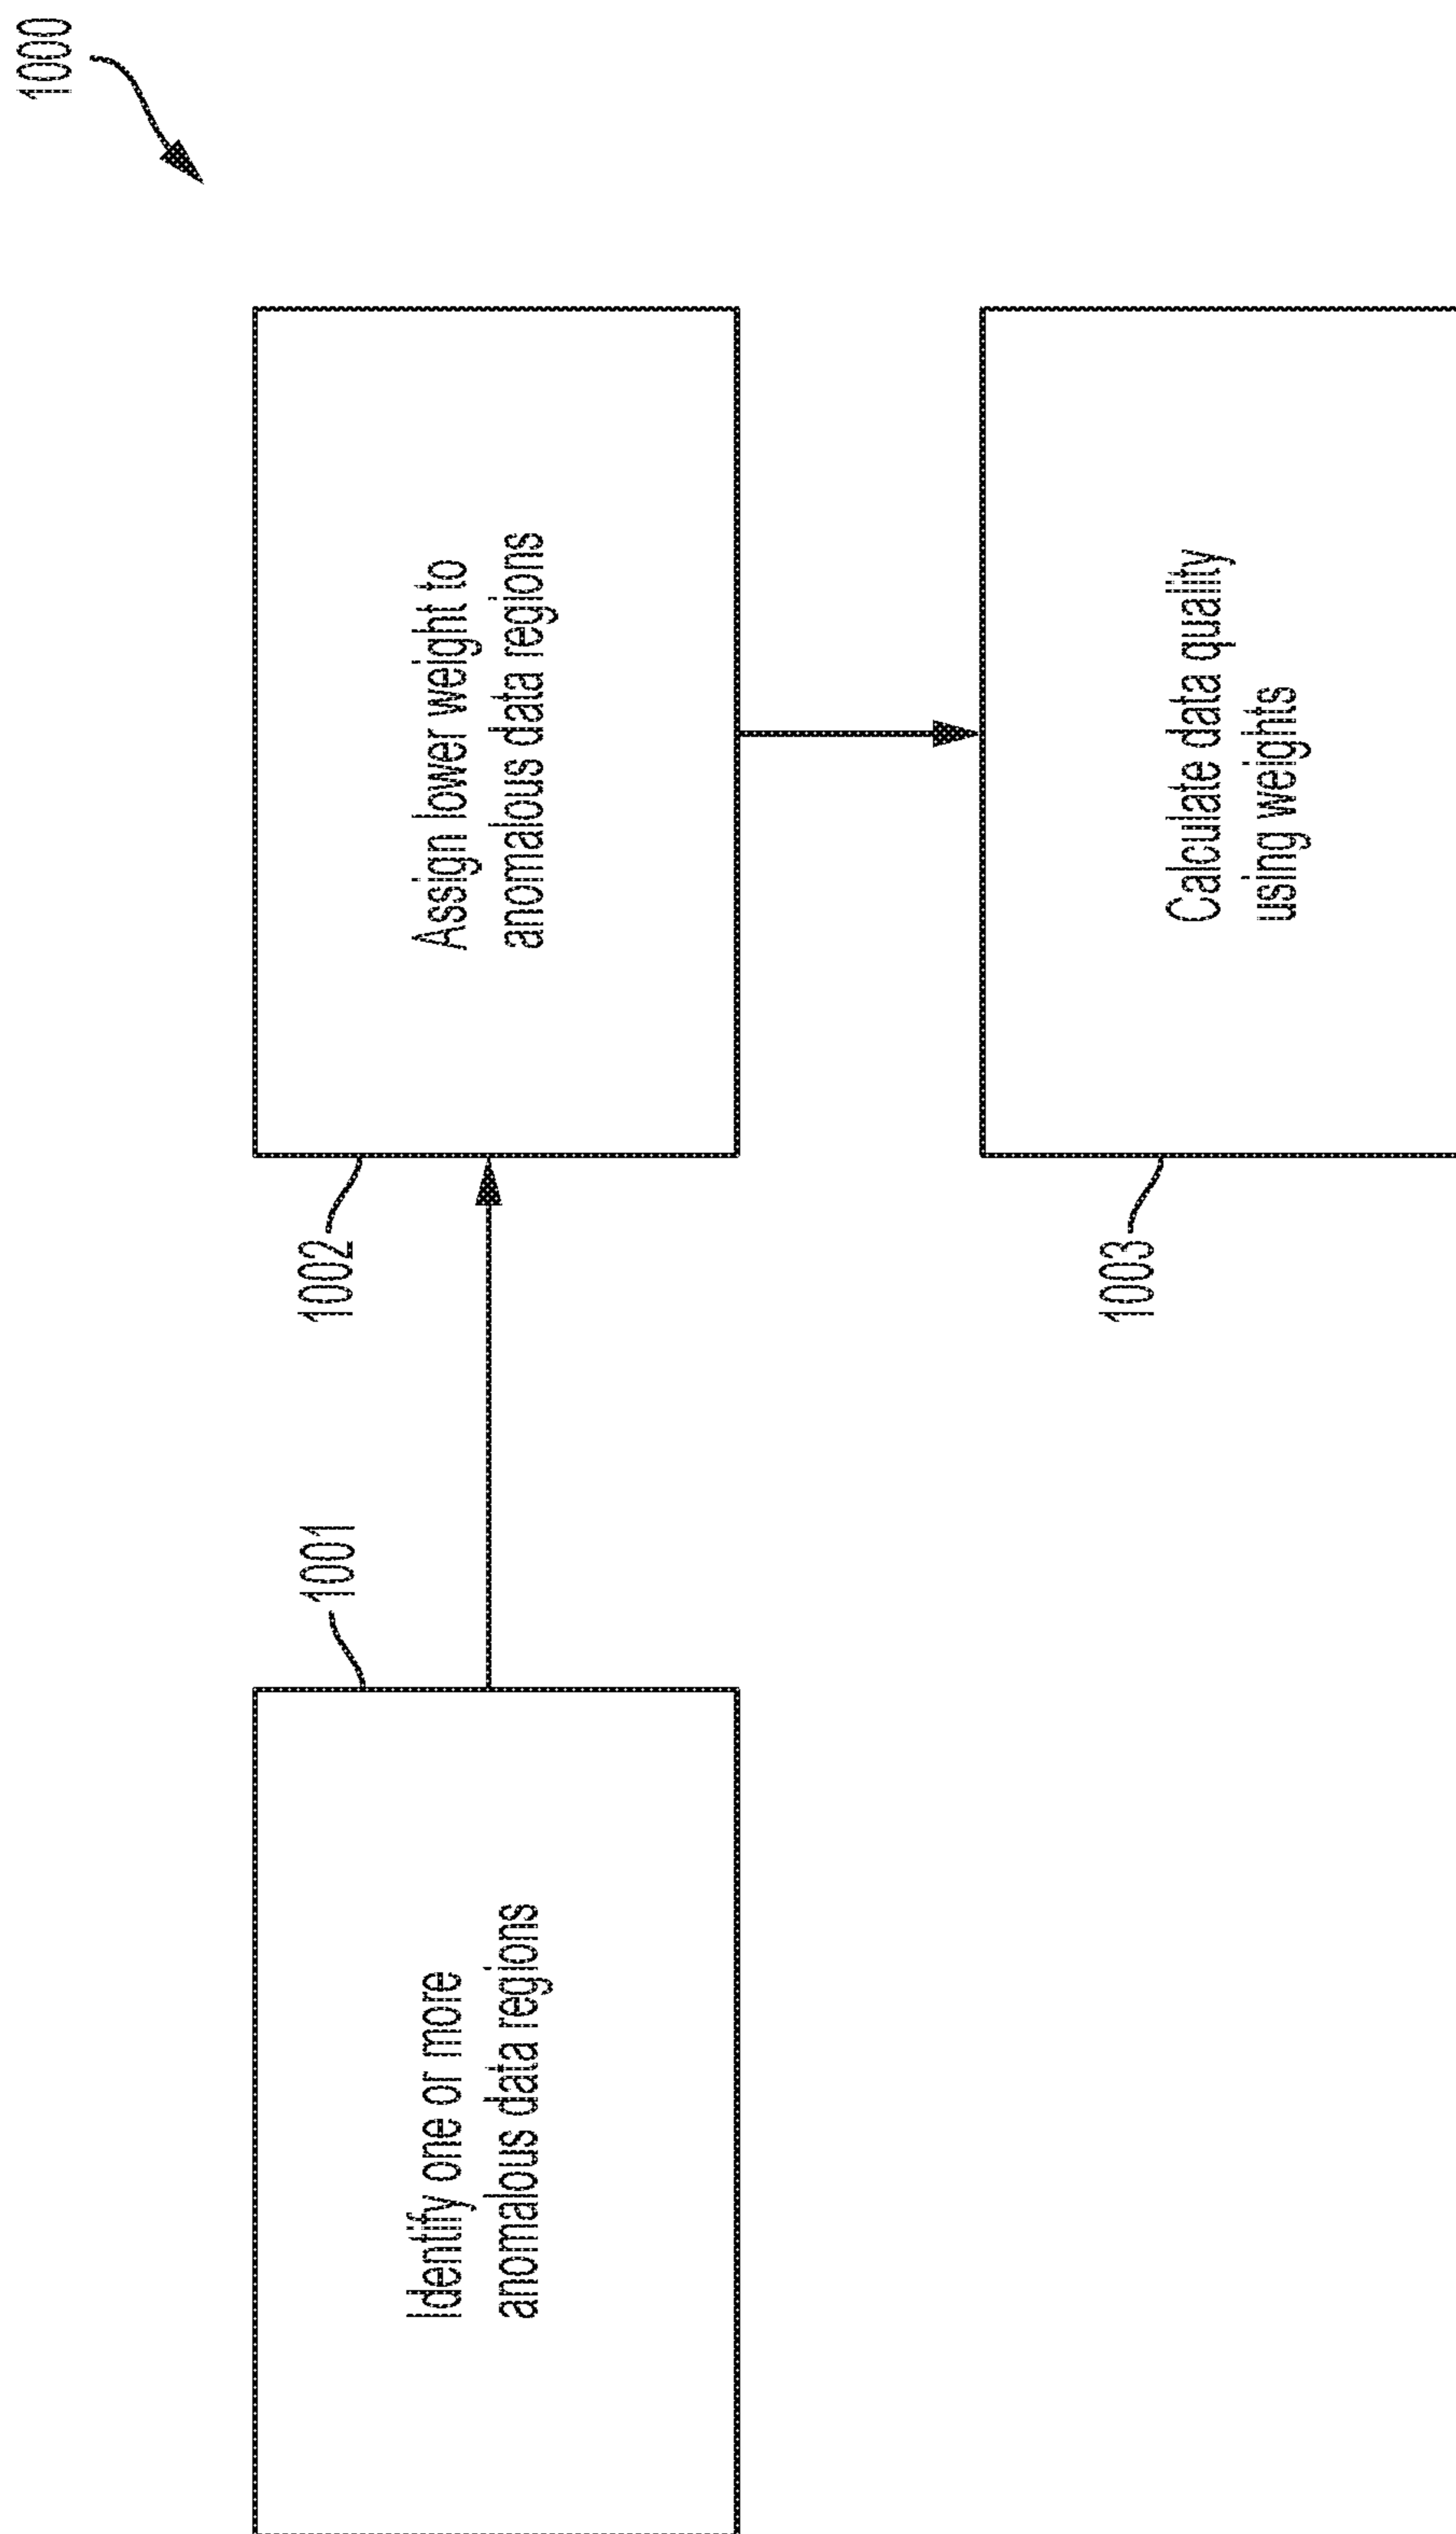 1000
1001
Identify one or more
anomalous data regions
1002
Assign lower weight to
anomalous data regions
1003
Calculate data quality
using weights